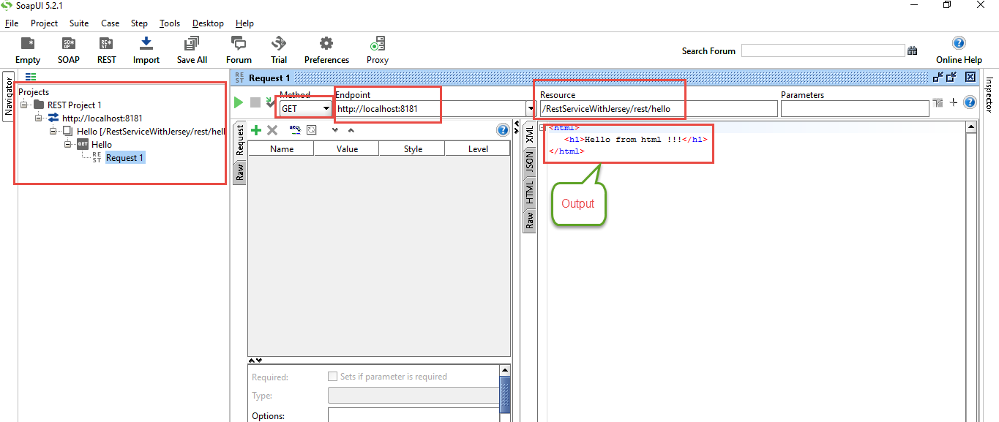 SoapUI 5.2.1
File Project Suite Case Step Tools Desktop Help
Empty SOAP REST Import Save All Forum Trial Preferences Proxy Search Forum Online Help
Navigator
Projects
REST Project 1
http://localhost:8181
Hello [/RestServiceWithJersey/rest/hell
GET Hello
REST Request 1
REST Request 1
Method Endpoint Resource Parameters
GET http://localhost:8181 /RestServiceWithJersey/rest/hello
Request
Raw
Name Value Style Level
Required: Sets if parameter is required
Type:
Options:
XML
JSON
HTML
Raw
<html>
<h1>Hello from html !!!</h1>
</html>
Output
Inspector